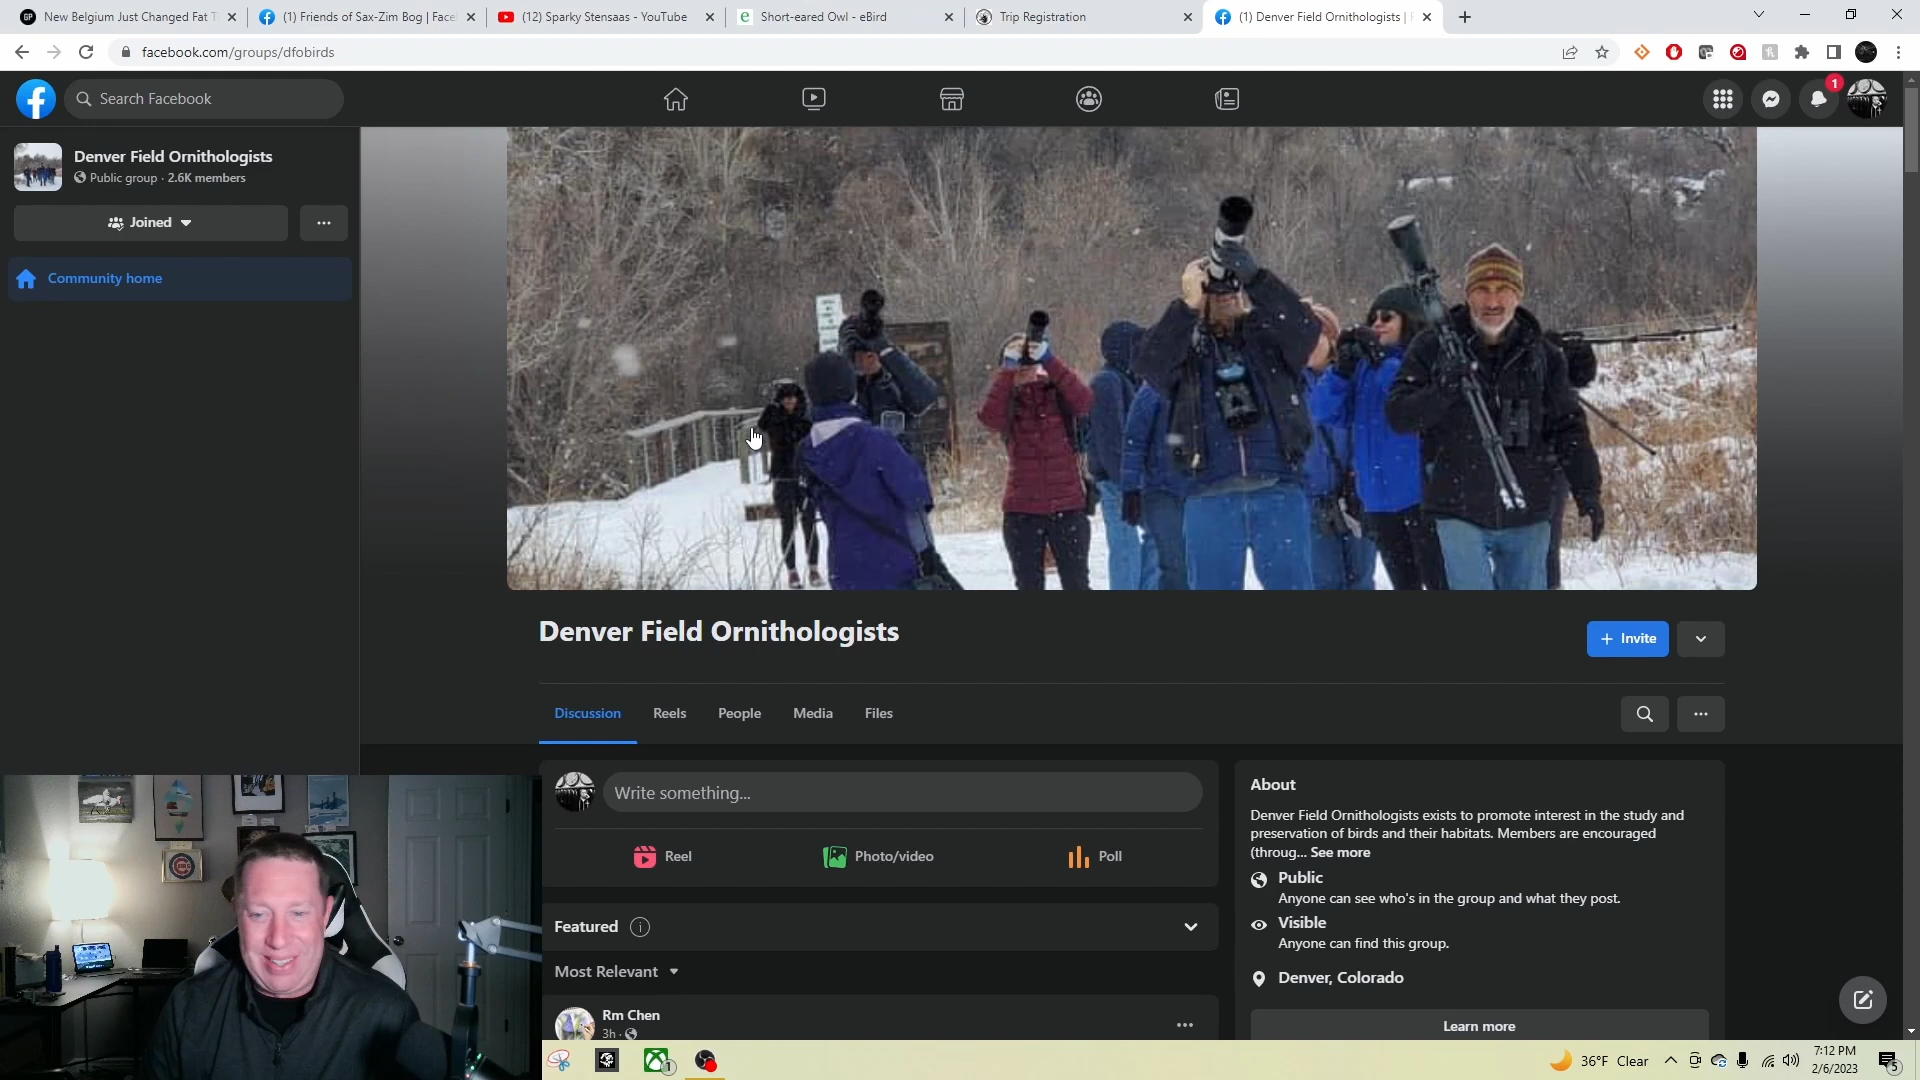 New Belgium Just Changed Fat T
(1) Friends of Sax-Zim Bog | Face
(12) Sparky Stensaas - YouTube
Short-eared Owl - eBird
Trip Registration
(1) Denver Field Ornithologists |
facebook.com/groups/dfobirds
Search Facebook
1
Denver Field Ornithologists
Public group · 2.6K members
Joined
Community home
Denver Field Ornithologists
+ Invite
Discussion
Reels
People
Media
Files
Write something...
Reel
Photo/video
Poll
Featured
Most Relevant
Rm Chen
3h ·
About
Denver Field Ornithologists exists to promote interest in the study and
preservation of birds and their habitats. Members are encouraged
(throug... See more
Public
Anyone can see who's in the group and what they post.
Visible
Anyone can find this group.
Denver, Colorado
Learn more
1
36°F Clear
7:12 PM
2/6/2023
5